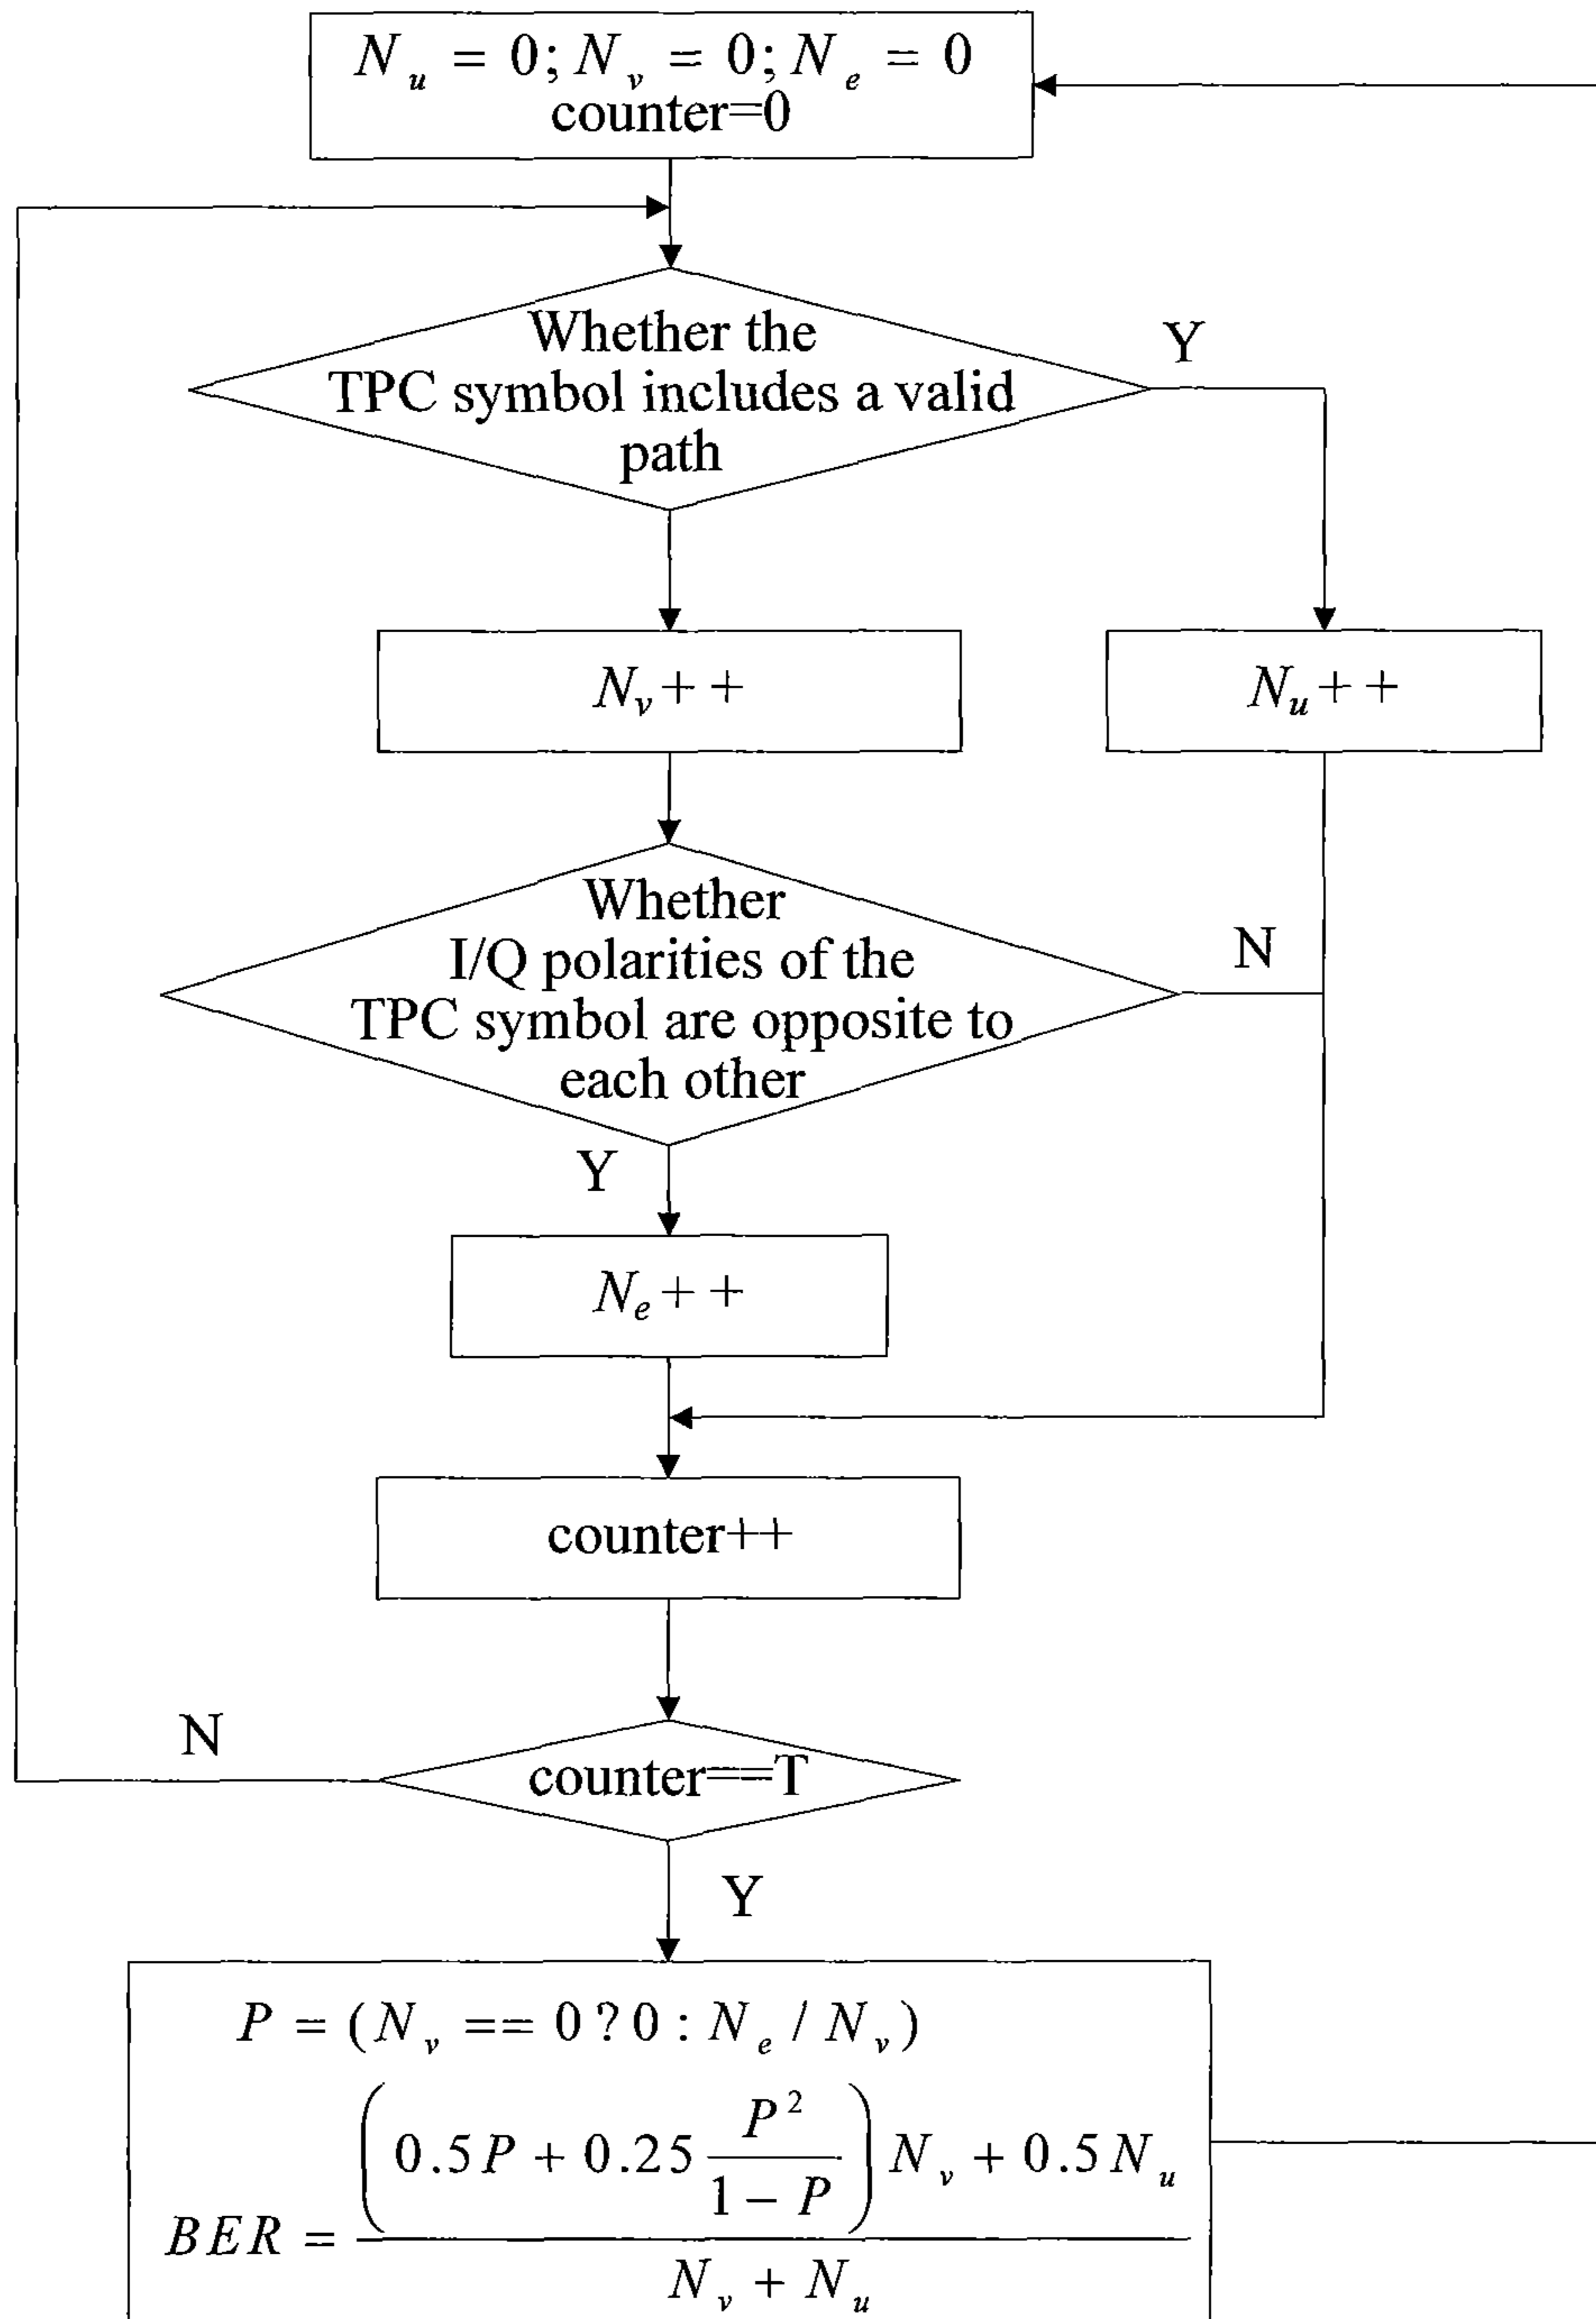 N_u = 0; N_v = 0; N_e = 0
counter=0
Whether the
TPC symbol includes a valid
path
Y
N_v + +
N_u + +
Whether
I/Q polarities of the
TPC symbol are opposite to
each other
N
Y
N_e + +
counter++
counter==T
N
Y
P = ( N_v == 0 ? 0 : N_e / N_v )
BER = ( ( 0.5 P + 0.25 P^2 / (1 − P) ) N_v + 0.5 N_u ) / ( N_v + N_u )